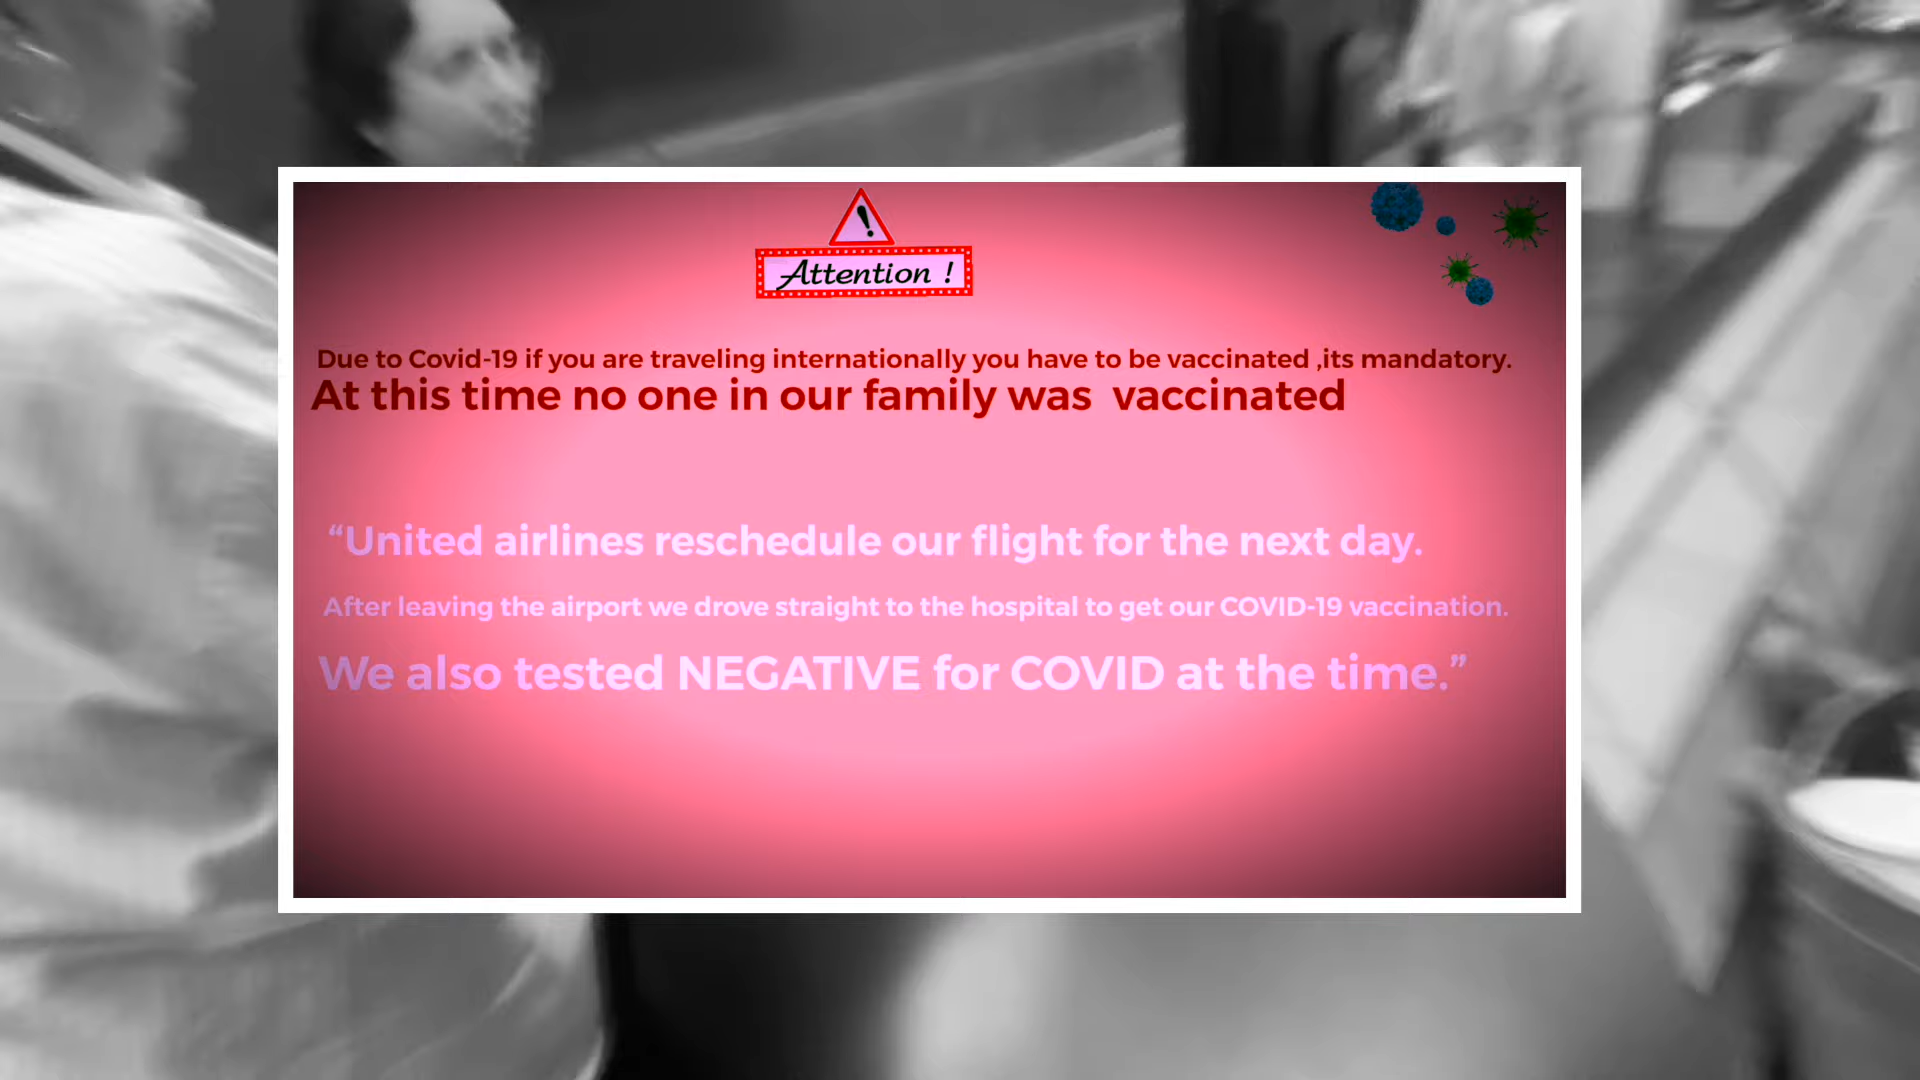 !
Attention !
Due to Covid-19 if you are traveling internationally you have to be vaccinated ,its mandatory.
At this time no one in our family was vaccinated
“United airlines reschedule our flight for the next day.
After leaving the airport we drove straight to the hospital to get our COVID-19 vaccination.
We also tested NEGATIVE for COVID at the time.”